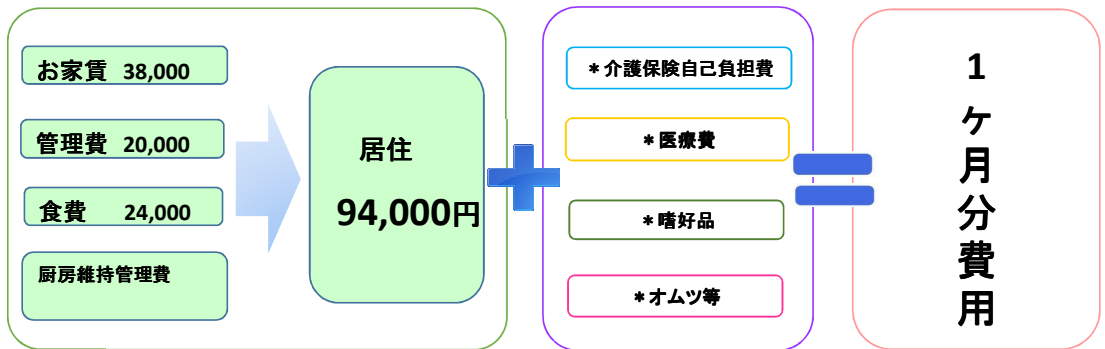 お家賃 38,000
管理費 20,000
食費 24,000
厨房維持管理費
居住
94,000円
＊介護保険自己負担費
＊医療費
＊嗜好品
＊オムツ等
1ヶ月分費用